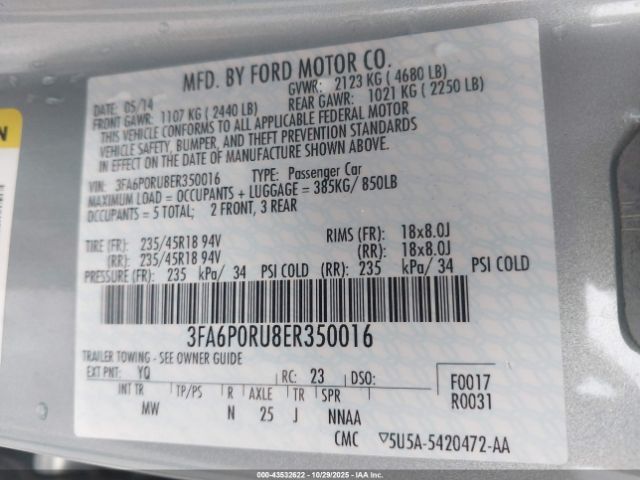 MFD. BY FORD MOTOR CO.
DATE: 05/14 GVWR: 2123 KG ( 4680 LB)
FRONT GAWR: 1107 KG ( 2440 LB) REAR GAWR: 1021 KG ( 2250 LB)
THIS VEHICLE CONFORMS TO ALL APPLICABLE FEDERAL MOTOR
VEHICLE SAFETY, BUMPER, AND THEFT PREVENTION STANDARDS
IN EFFECT ON THE DATE OF MANUFACTURE SHOWN ABOVE.
VIN: 3FA6P0RU8ER350016 TYPE: Passenger Car
MAXIMUM LOAD = OCCUPANTS + LUGGAGE = 385KG/ 850LB
OCCUPANTS = 5 TOTAL; 2 FRONT, 3 REAR
TIRE (FR): 235/45R18 94V RIMS (FR): 18x8.0J
(RR): 235/45R18 94V (RR): 18x8.0J
PRESSURE (FR): 235 kPa/ 34 PSI COLD (RR): 235 kPa/ 34 PSI COLD
3FA6P0RU8ER350016
TRAILER TOWING - SEE OWNER GUIDE
EXT PNT: YQ RC: 23 DSO: F0017
R0031
INT TR TP/PS R AXLE TR SPR
MW N 25 J NNAA
CMC ▽5U5A-5420472-AA
© IAA - 43532622 - 10/29/2025 - IAAI.com